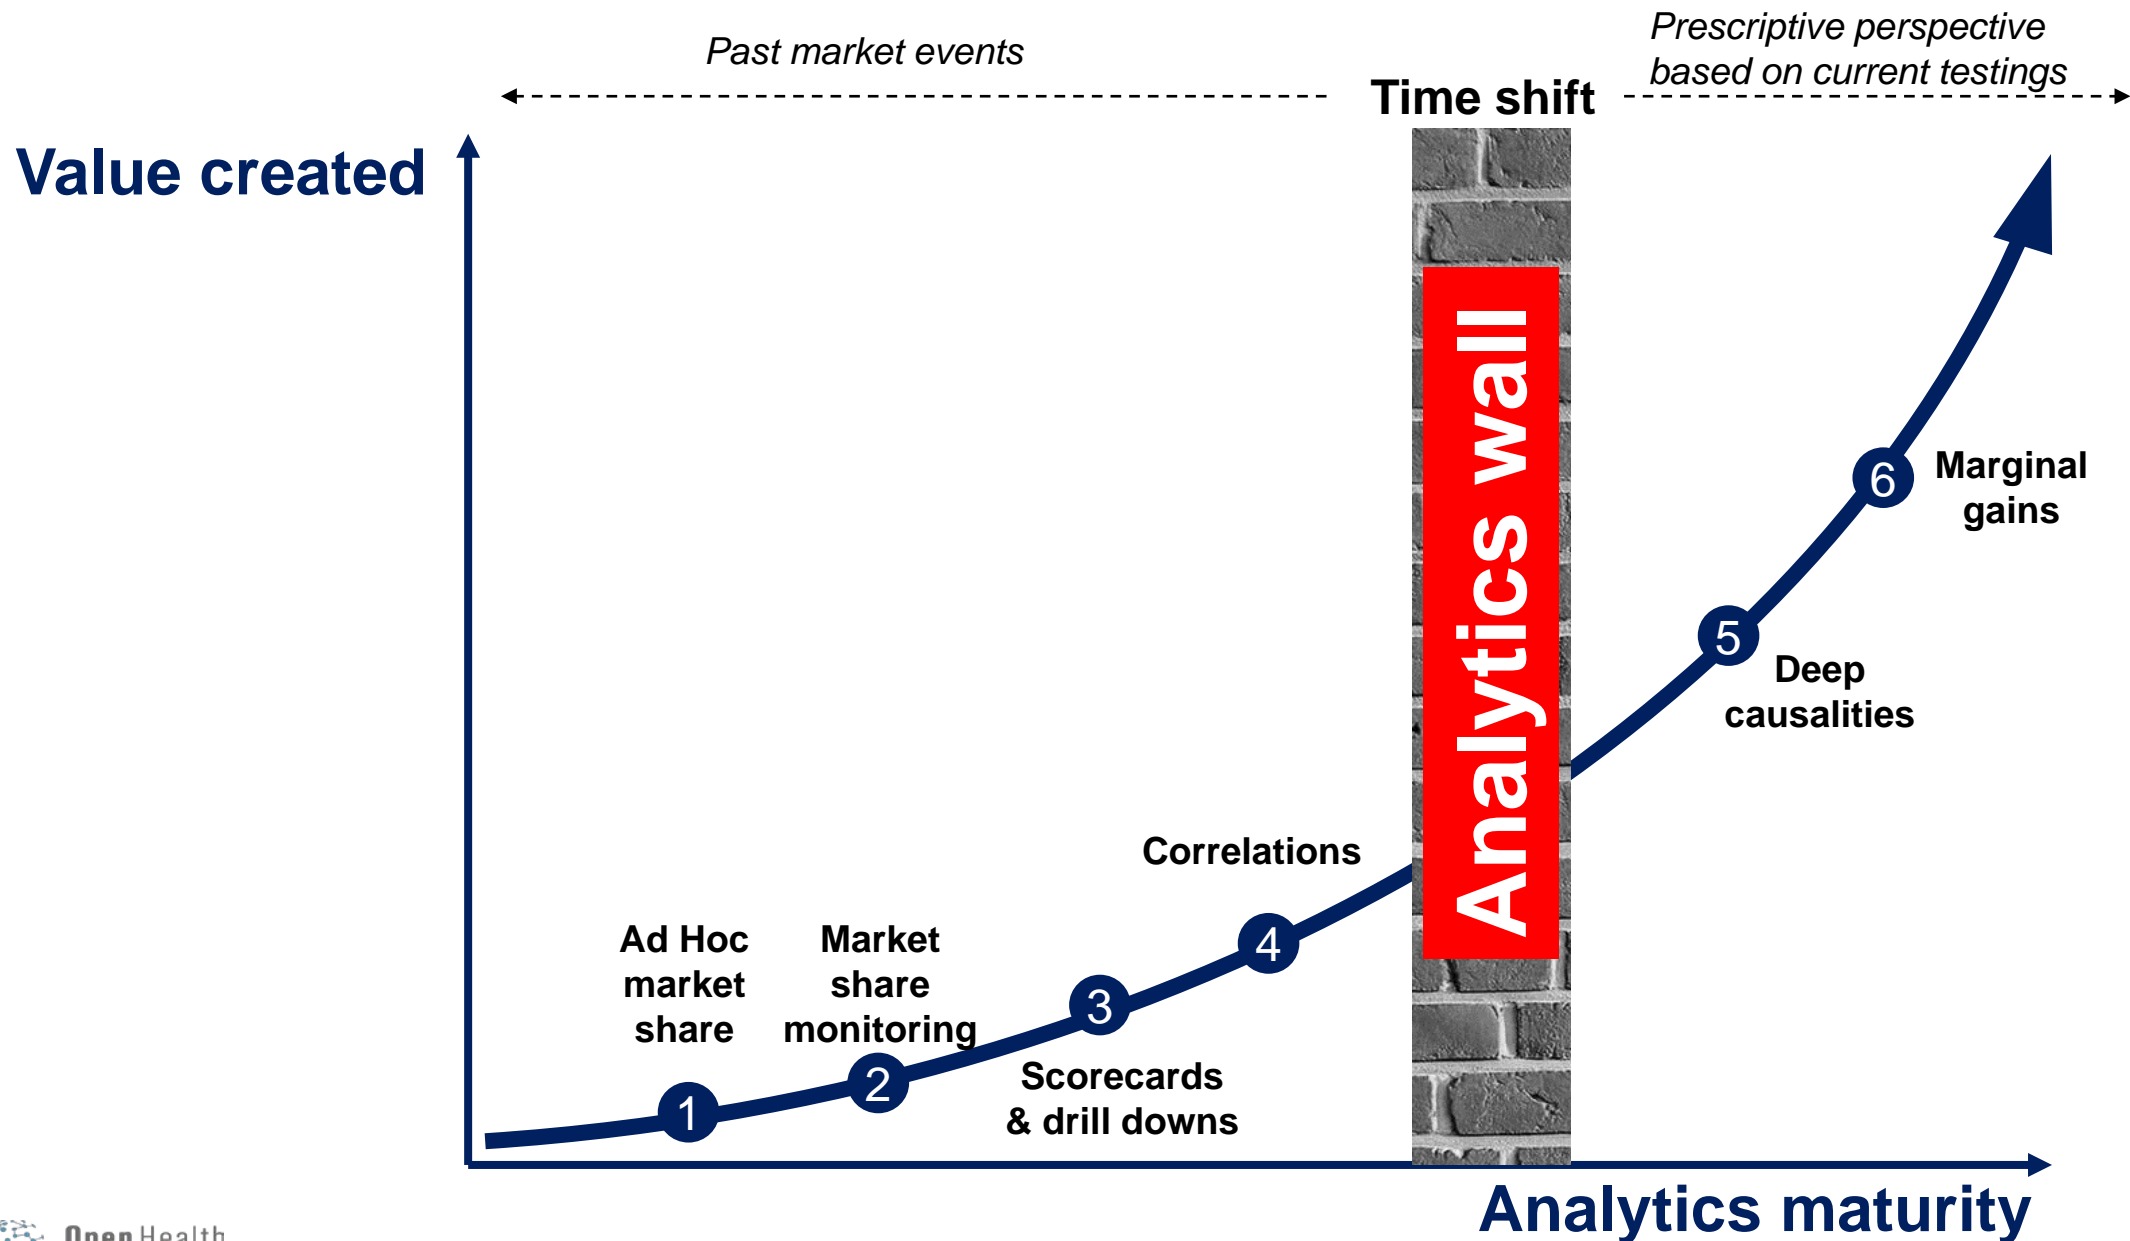 Past market events
Prescriptive perspective
based on current testings
Time shift
Value created
Analytics wall
6
Marginal
gains
5
Deep
causalities
Correlations
4
Ad Hoc
market
share
Market
share
monitoring
3
Scorecards
& drill downs
2
1
Analytics maturity
Open Health